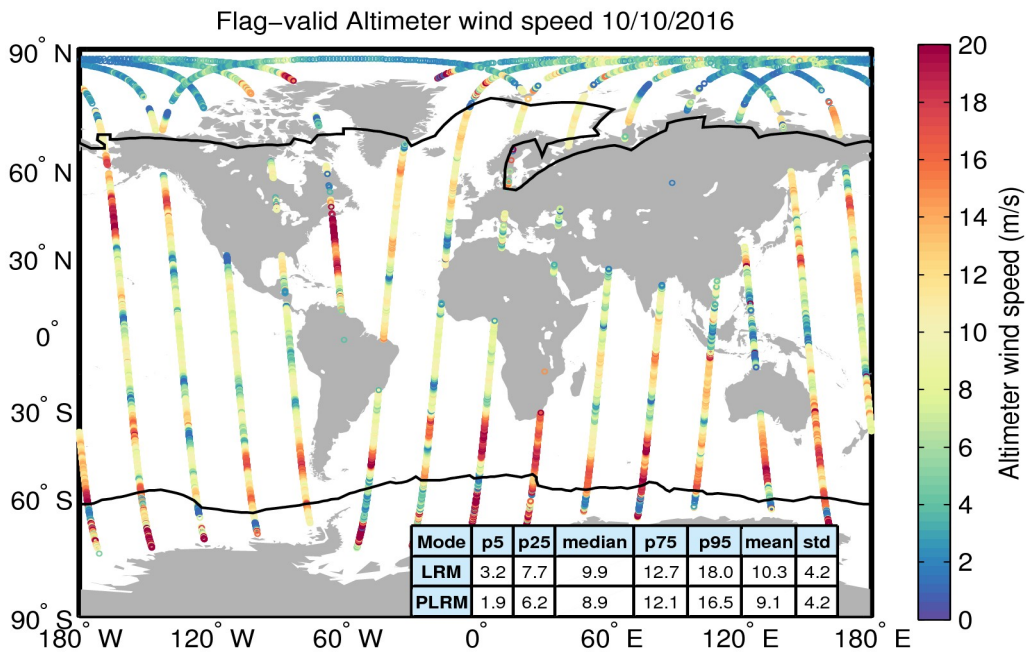 Flag−valid Altimeter wind speed 10/10/2016
90° N
60° N
30° N
0°
30° S
60° S
90° S
180° W
120° W
60° W
0°
60° E
120° E
180° E
Mode p5 p25 median p75 p95 mean std
LRM 3.2 7.7 9.9 12.7 18.0 10.3 4.2
PLRM 1.9 6.2 8.9 12.1 16.5 9.1 4.2
20
18
16
14
12
10
8
6
4
2
0
Altimeter wind speed (m/s)